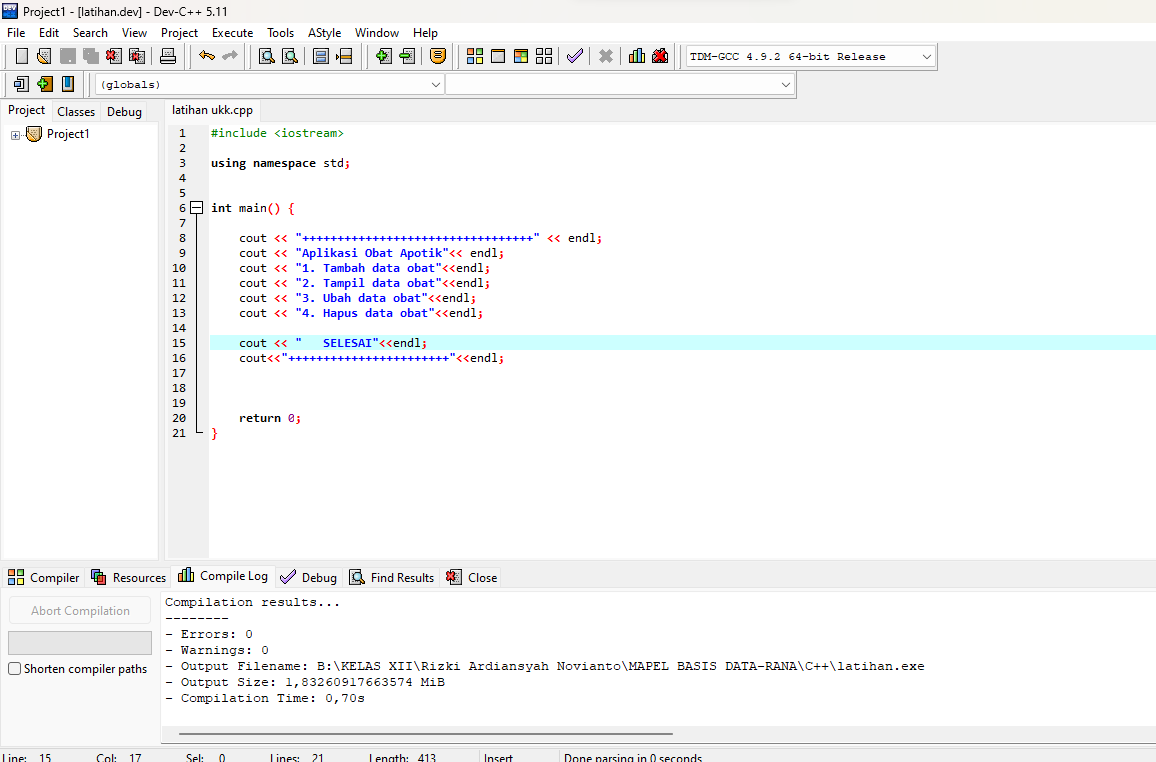 Project1 - [latihan.dev] - Dev-C++ 5.11
File Edit Search View Project Execute Tools AStyle Window Help
TDM-GCC 4.9.2 64-bit Release
(globals)
Project Classes Debug
Project1
latihan ukk.cpp
1 #include <iostream>
2
3 using namespace std;
4
5
6 int main() {
7
8 cout << "+++++++++++++++++++++++++++++++++" << endl;
9 cout << "Aplikasi Obat Apotik"<< endl;
10 cout << "1. Tambah data obat"<<endl;
11 cout << "2. Tampil data obat"<<endl;
12 cout << "3. Ubah data obat"<<endl;
13 cout << "4. Hapus data obat"<<endl;
14
15 cout << "   SELESAI"<<endl;
16 cout<<"+++++++++++++++++++++++"<<endl;
17
18
19
20 return 0;
21 }
Compiler Resources Compile Log Debug Find Results Close
Abort Compilation
Shorten compiler paths
Compilation results...
--------
- Errors: 0
- Warnings: 0
- Output Filename: B:\KELAS XII\Rizki Ardiansyah Novianto\MAPEL BASIS DATA-RANA\C++\latihan.exe
- Output Size: 1,83260917663574 MiB
- Compilation Time: 0,70s
Line: 15 Col: 17 Sel: 0 Lines: 21 Length: 413 Insert Done parsing in 0 seconds